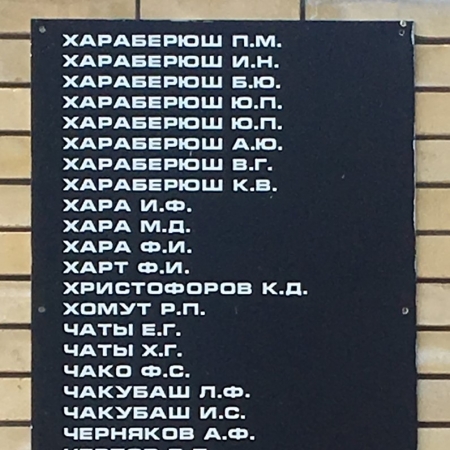 ХАРАБЕРЮШ П.М.
ХАРАБЕРЮШ И.Н.
ХАРАБЕРЮШ Б.Ю.
ХАРАБЕРЮШ Ю.П.
ХАРАБЕРЮШ Ю.П.
ХАРАБЕРЮШ А.Ю.
ХАРАБЕРЮШ В.Г.
ХАРАБЕРЮШ К.В.
ХАРА И.Ф.
ХАРА М.Д.
ХАРА Ф.И.
ХАРТ Ф.И.
ХРИСТОФОРОВ К.Д.
ХОМУТ Р.П.
ЧАТЫ Е.Г.
ЧАТЫ Х.Г.
ЧАКО Ф.С.
ЧАКУБАШ Л.Ф.
ЧАКУБАШ И.С.
ЧЕРНЯКОВ А.Ф.